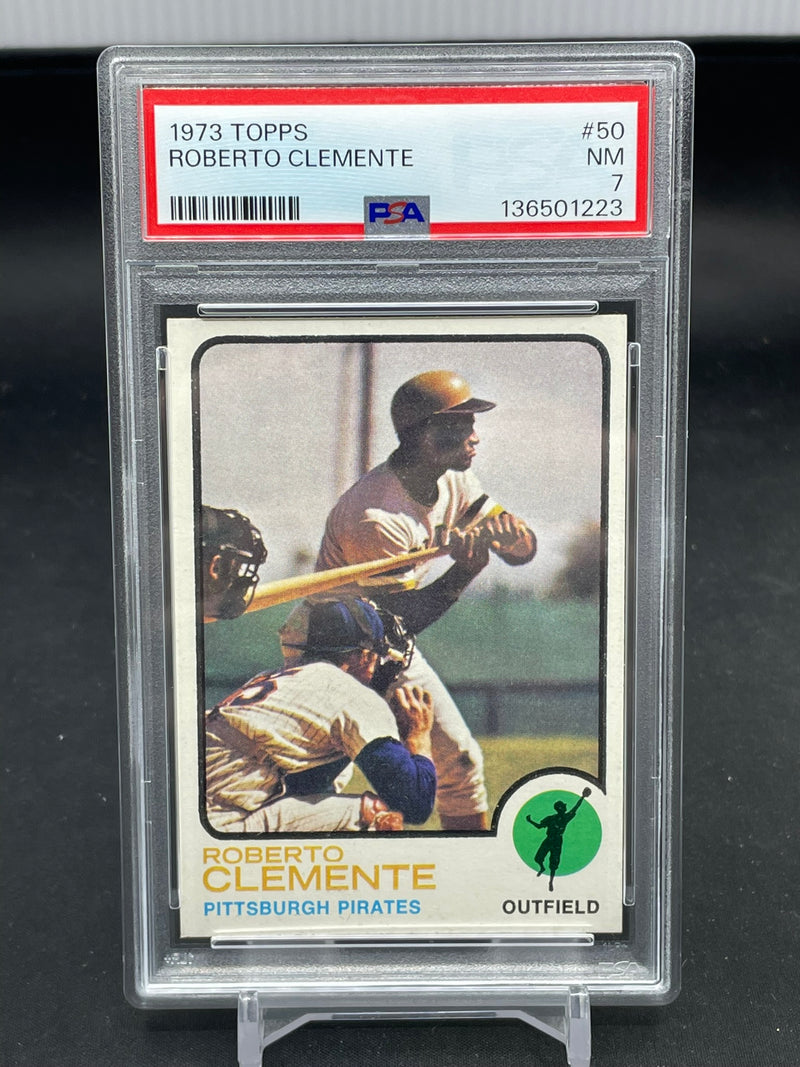 1973 TOPPS #50
ROBERTO CLEMENTE NM
7
PSA 136501223
ROBERTO
CLEMENTE
PITTSBURGH PIRATES OUTFIELD